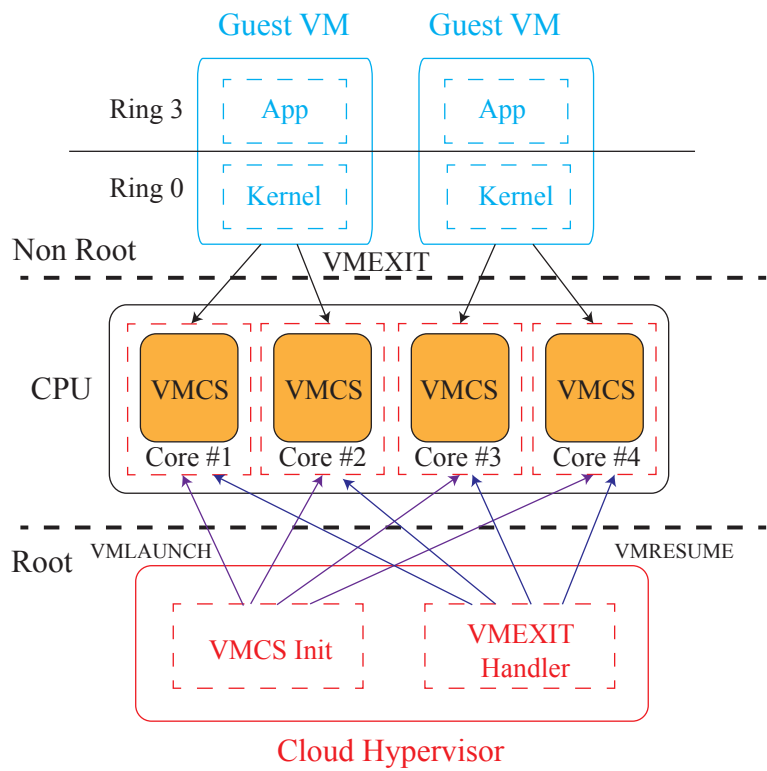 Guest VM
Guest VM
Ring 3
App
App
Ring 0
Kernel
Kernel
Non Root
VMEXIT
CPU
VMCS
VMCS
VMCS
VMCS
Core #1
Core #2
Core #3
Core #4
Root
VMLAUNCH
VMRESUME
VMCS Init
VMEXIT
Handler
Cloud Hypervisor